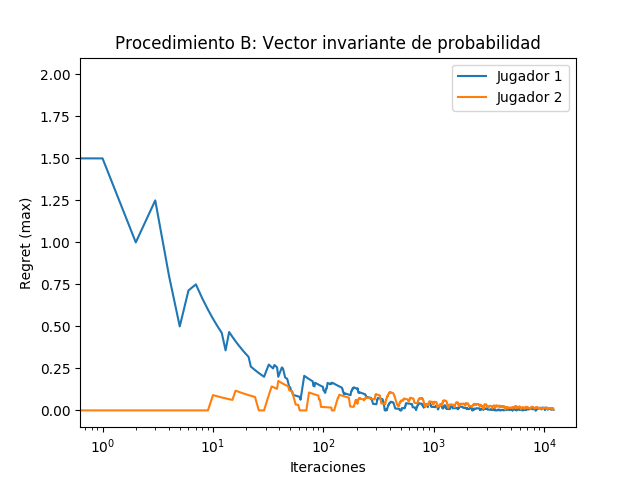 Procedimiento B: Vector invariante de probabilidad
Jugador 1
Jugador 2
Regret (max)
2.00
1.75
1.50
1.25
1.00
0.75
0.50
0.25
0.00
10⁰
10¹
10²
10³
10⁴
Iteraciones